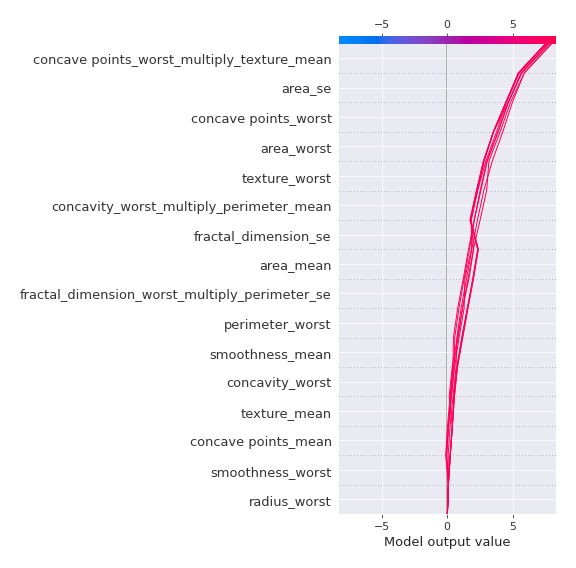 −5 0 5
concave points_worst_multiply_texture_mean
area_se
concave points_worst
area_worst
texture_worst
concavity_worst_multiply_perimeter_mean
fractal_dimension_se
area_mean
fractal_dimension_worst_multiply_perimeter_se
perimeter_worst
smoothness_mean
concavity_worst
texture_mean
concave points_mean
smoothness_worst
radius_worst
−5 0 5
Model output value